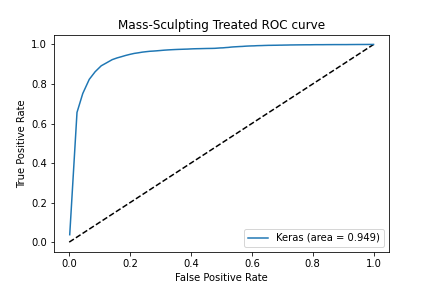 Mass-Sculpting Treated ROC curve
1.0
0.8
0.6
0.4
0.2
0.0
True Positive Rate
Keras (area = 0.949)
0.0 0.2 0.4 0.6 0.8 1.0
False Positive Rate